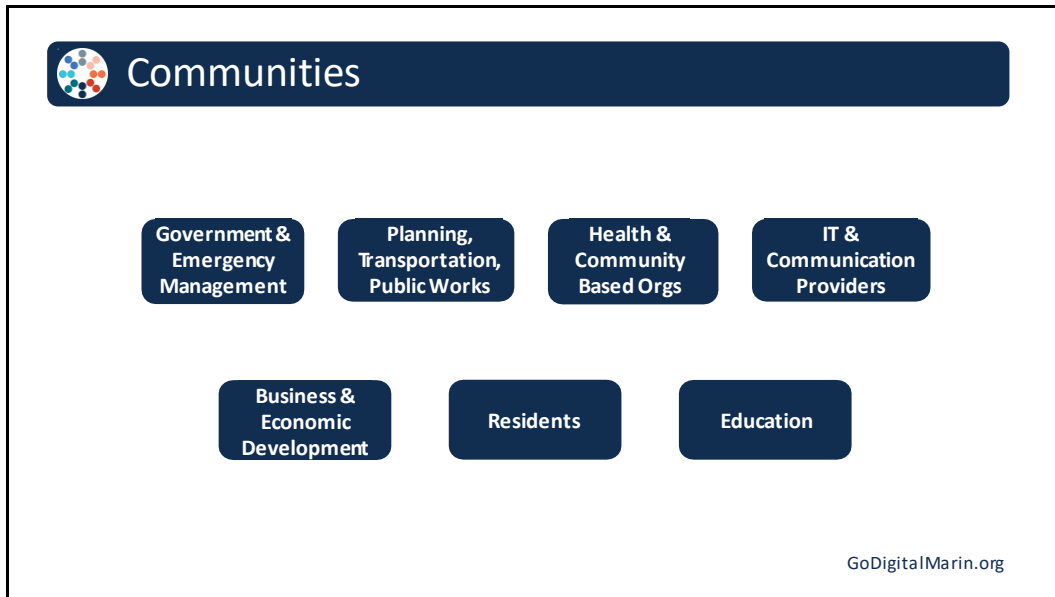 Communities
Government &
Emergency
Management
Planning,
Transportation,
Public Works
Health &
Community
Based Orgs
IT &
Communication
Providers
Business &
Economic
Development
Residents
Education
GoDigitalMarin.org